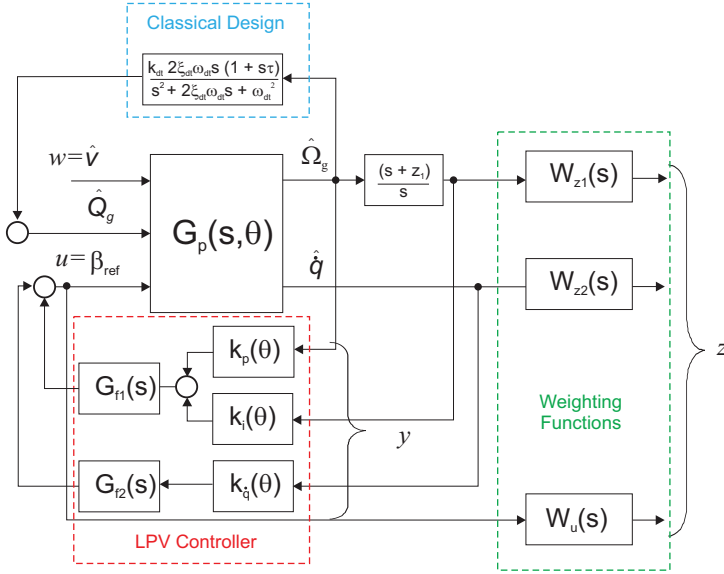 Classical Design
k_dt 2ξ_dt ω_dt s (1 + sτ)
s² + 2ξ_dt ω_dt s + ω_dt²
w=v̂
Ω̂_g
(s + z₁)
s
W_z1(s)
Q̂_g
G_p(s,θ)
u=β_ref
q̇̂
W_z2(s)
k_p(θ)
G_f1(s)
z
k_i(θ)
y
Weighting
Functions
G_f2(s)
k_q̇(θ)
W_u(s)
LPV Controller